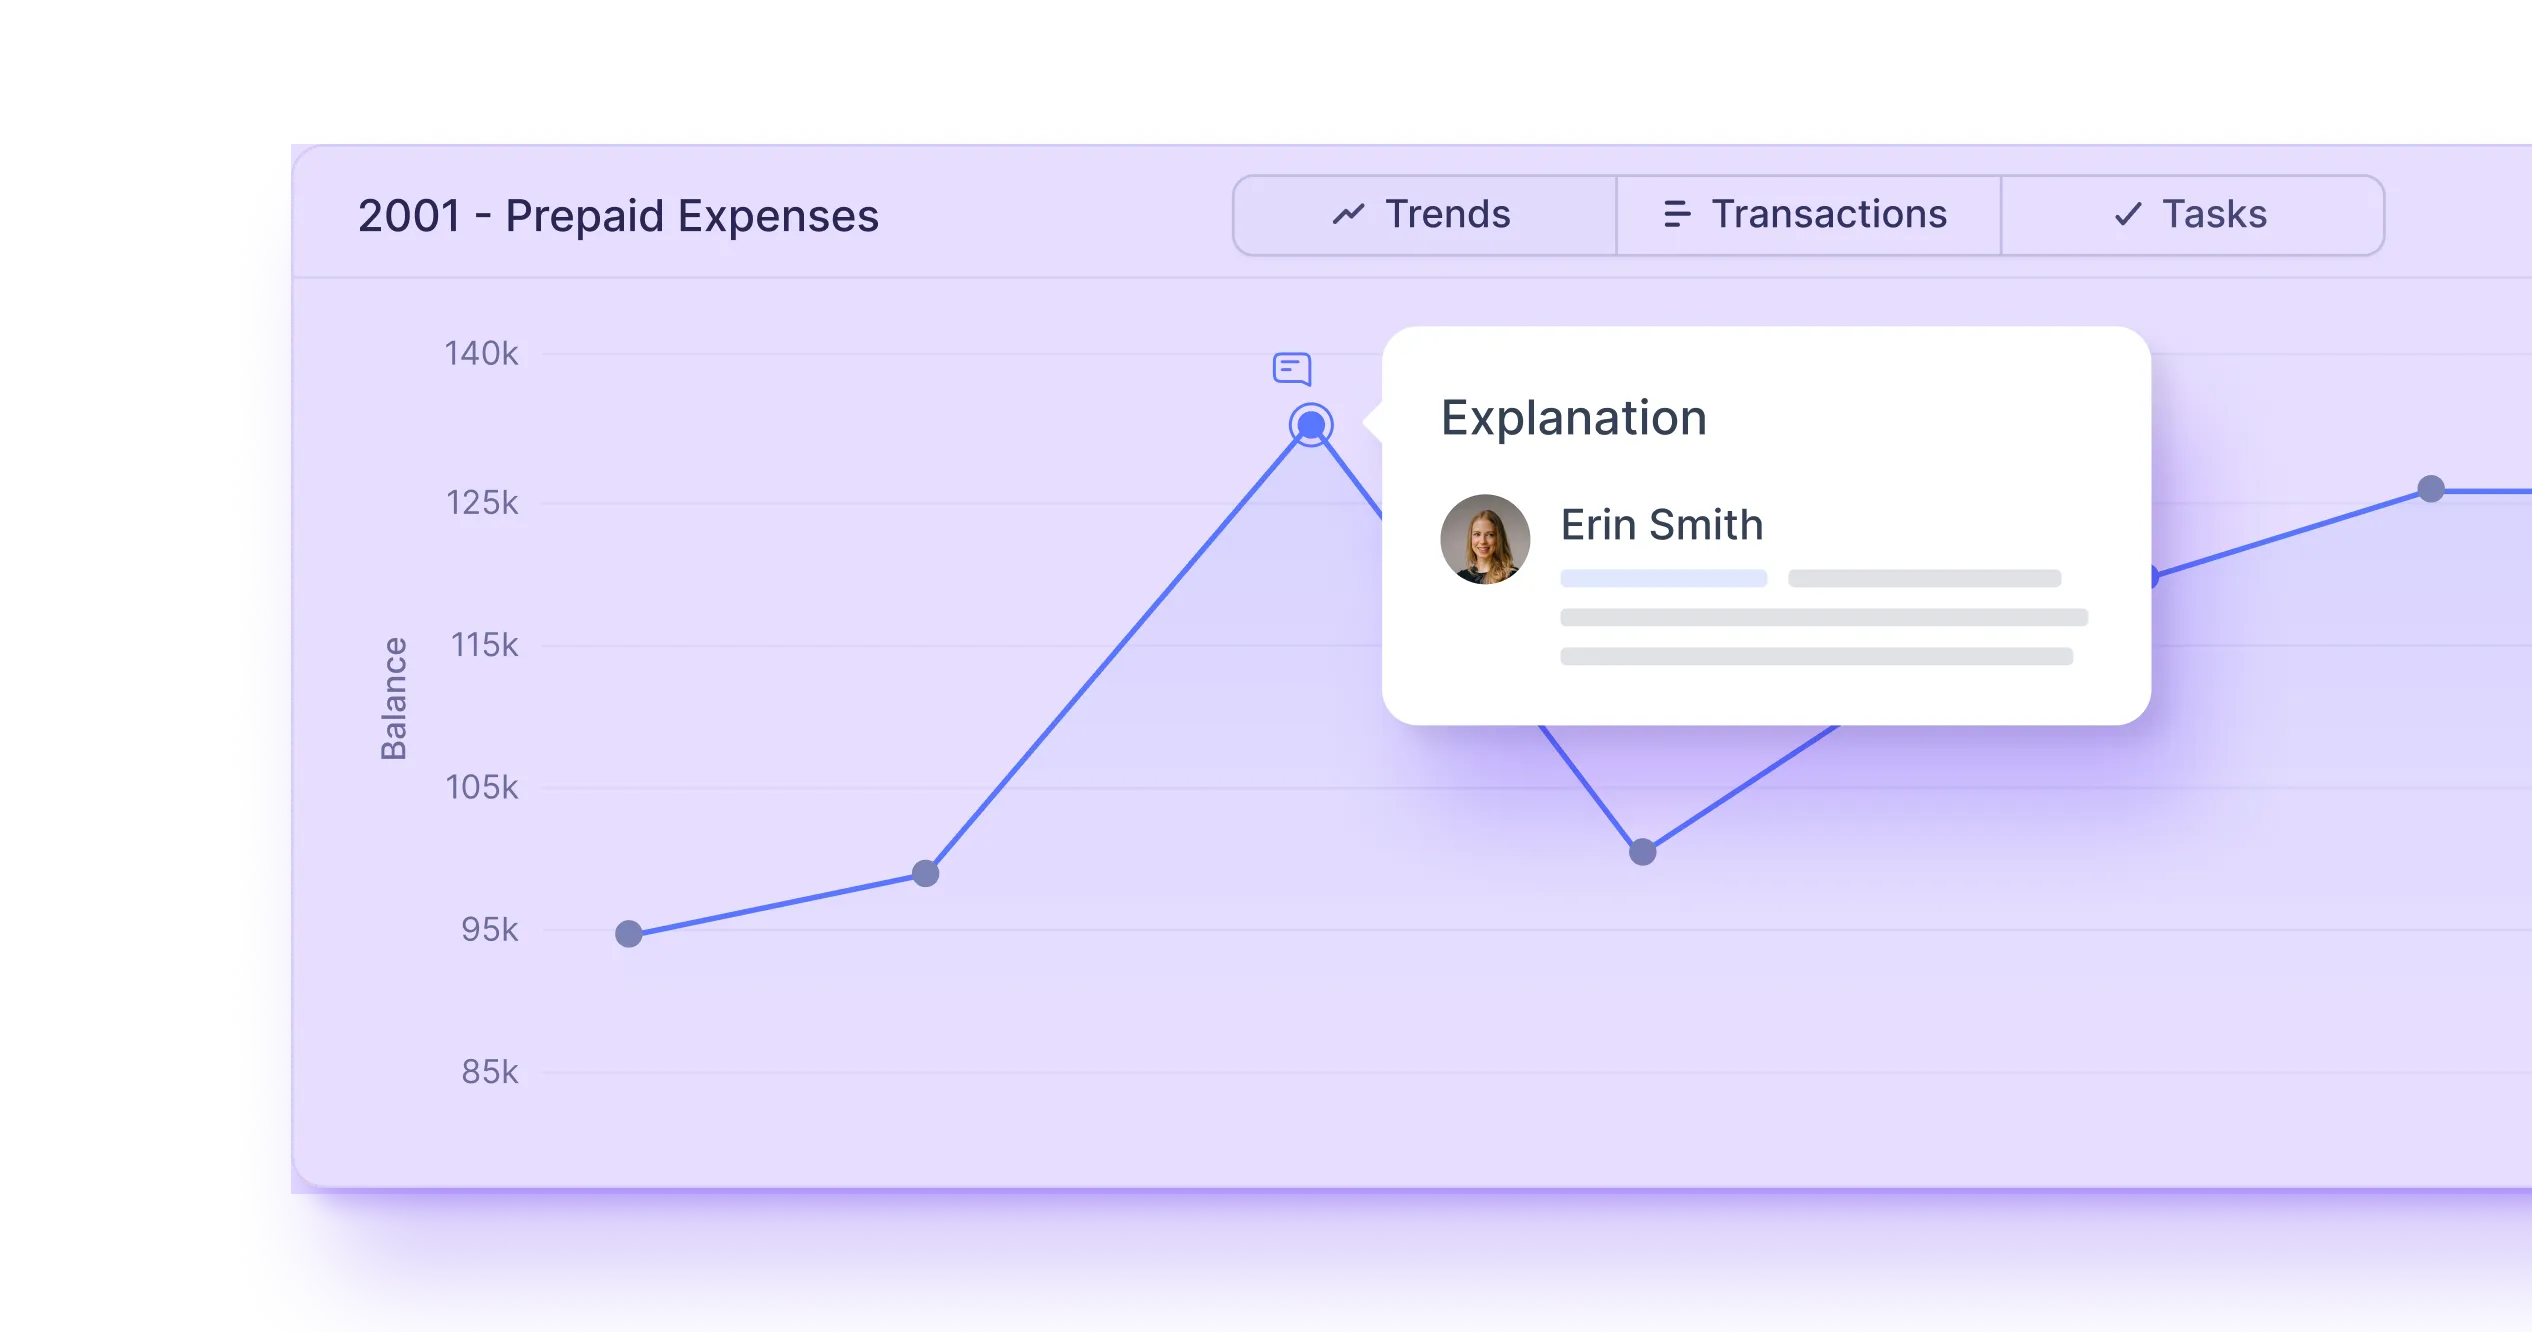 2001 - Prepaid Expenses
Trends
Transactions
Tasks
140k
125k
115k
105k
95k
85k
Balance
Explanation
Erin Smith